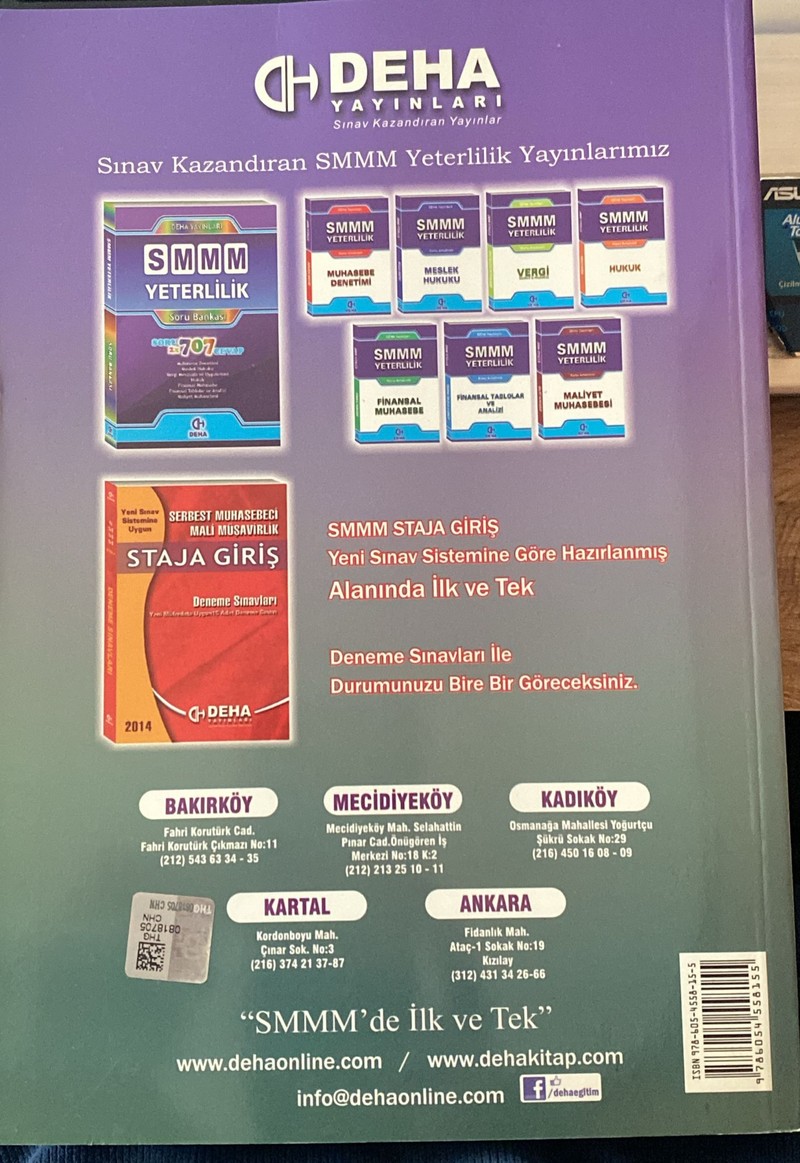 DEHA
YAYINLARI
Sınav Kazandıran Yayınlar
Sınav Kazandıran SMMM Yeterlilik Yayınlarımız
DEHA YAYINLARI
SMMM
YETERLİLİK
Soru Bankası
707
DEHA
SMMM
YETERLİLİK
MUHASEBE
DENETİMİ
SMMM
YETERLİLİK
MESLEK
HUKUKU
SMMM
YETERLİLİK
VERGİ
SMMM
YETERLİLİK
HUKUK
SMMM
YETERLİLİK
FİNANSAL
MUHASEBE
SMMM
YETERLİLİK
FİNANSAL TABLOLAR
VE
ANALİZİ
SMMM
YETERLİLİK
MALİYET
MUHASEBESİ
Yeni Sınav
Sistemine
Uygun
SERBEST MUHASEBECİ
MALİ MÜŞAVİRLİK
STAJA GİRİŞ
Deneme Sınavları
DEHA
YAYINLARI
2014
SMMM STAJA GİRİŞ
Yeni Sınav Sistemine Göre Hazırlanmış
Alanında İlk ve Tek
Deneme Sınavları İle
Durumunuzu Bire Bir Göreceksiniz.
BAKIRKÖY
Fahri Korutürk Cad.
Fahri Korutürk Çıkmazı No:11
(212) 543 63 34 - 35
MECİDİYEKÖY
Mecidiyeköy Mah. Selahattin
Pınar Cad.Önügören İş
Merkezi No:18 K:2
(212) 213 25 10 - 11
KADIKÖY
Osmanağa Mahallesi Yoğurtçu
Şükrü Sokak No:29
(216) 450 16 08 - 09
KARTAL
Kordonboyu Mah.
Çınar Sok. No:3
(216) 374 21 37-87
ANKARA
Fidanlık Mah.
Ataç-1 Sokak No:19
Kızılay
(312) 431 34 26-66
THG
0818705
CHN
“SMMM’de İlk ve Tek”
www.dehaonline.com / www.dehakitap.com
info@dehaonline.com
f /dehaegitim
ISBN 978-605-4558-15-5
9 786054 558155